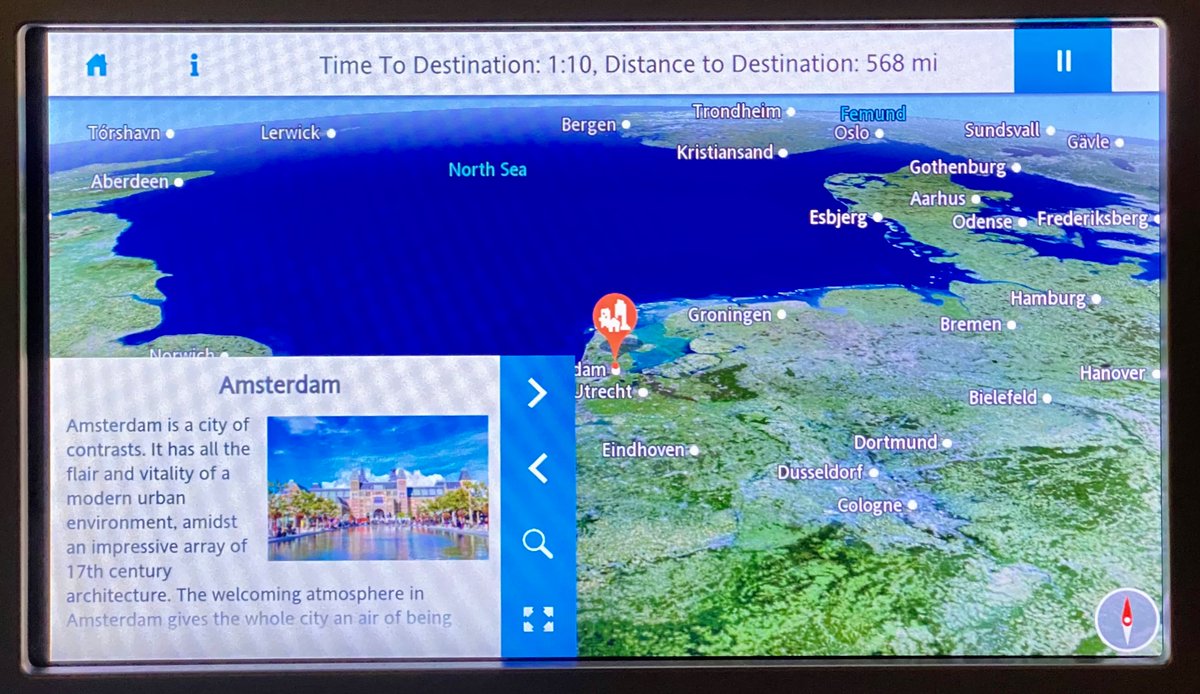 Time To Destination: 1:10, Distance to Destination: 568 mi
Trondheim
Femund
Tórshavn
Lerwick
Bergen
Oslo
Sundsvall
Gävle
Kristiansand
North Sea
Gothenburg
Aberdeen
Aarhus
Esbjerg
Odense
Frederiksberg
Hamburg
Groningen
Bremen
Norwich
dam
Hanover
Utrecht
Bielefeld
Dortmund
Eindhoven
Dusseldorf
Cologne
Amsterdam
Amsterdam is a city of
contrasts. It has all the
flair and vitality of a
modern urban
environment, amidst
an impressive array of
17th century
architecture. The welcoming atmosphere in
Amsterdam gives the whole city an air of being